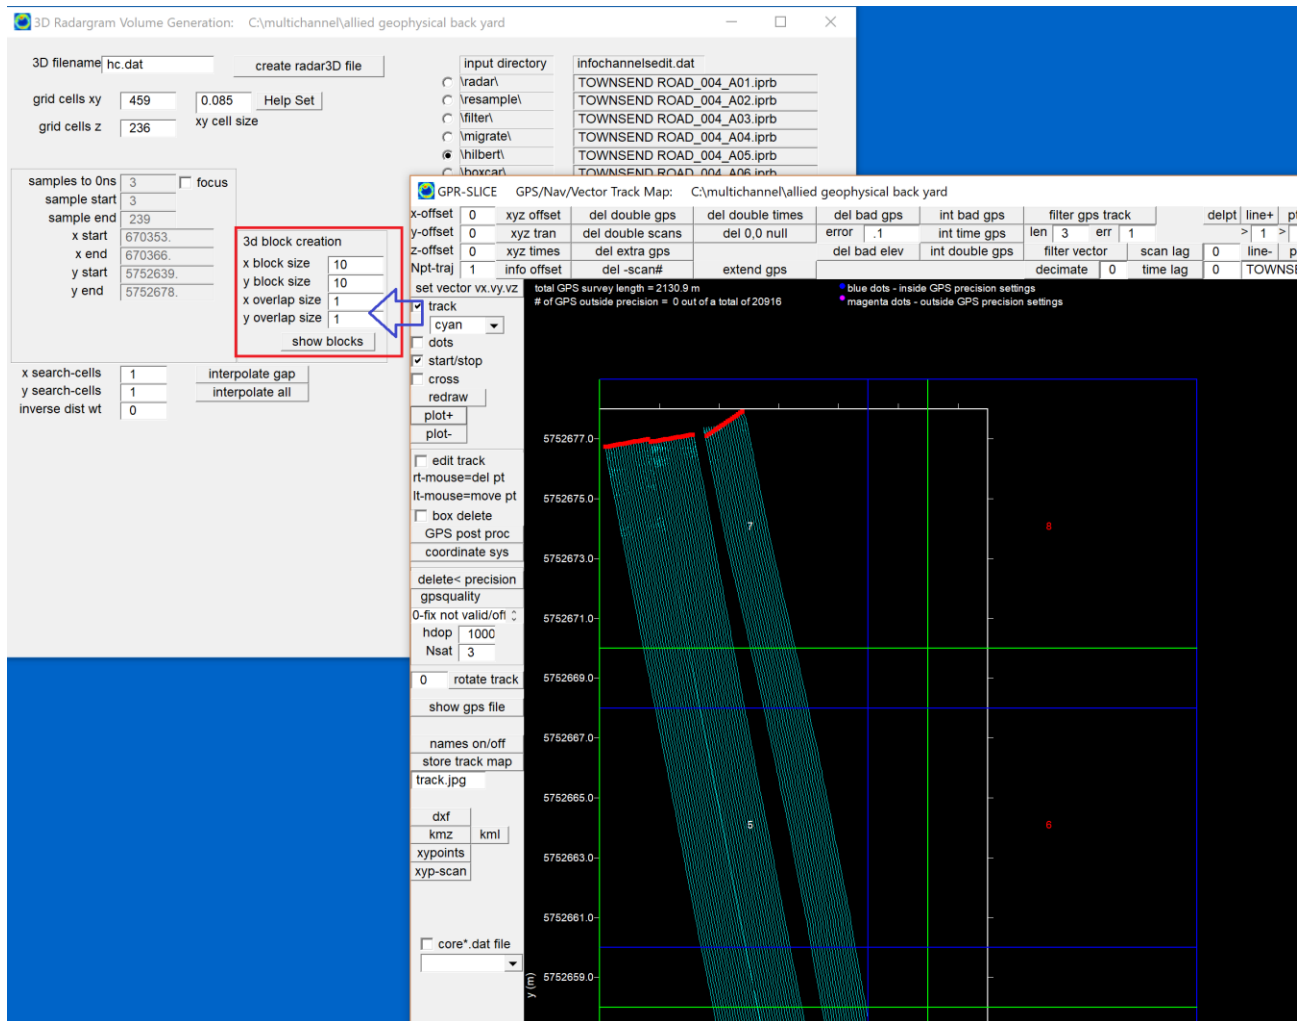 3D Radargram Volume Generation: C:\multichannel\allied geophysical back yard
3D filename hc.dat create radar3D file
input directory infochannelsedit.dat
\radar\ TOWNSEND ROAD_004_A01.iprb
grid cells xy 459 0.085 Help Set
\resample\ TOWNSEND ROAD_004_A02.iprb
xy cell size
\filter\ TOWNSEND ROAD_004_A03.iprb
grid cells z 236
\migrate\ TOWNSEND ROAD_004_A04.iprb
\hilbert\ TOWNSEND ROAD_004_A05.iprb
\boxcar\ TOWNSEND ROAD_004_A06.iprb
samples to 0ns 3 focus
sample start 3
sample end 239
x start 670353.
x end 670366.
y start 5752639.
y end 5752678.
3d block creation
x block size 10
y block size 10
x overlap size 1
y overlap size 1
show blocks
x search-cells 1 interpolate gap
y search-cells 1 interpolate all
inverse dist wt 0
GPR-SLICE GPS/Nav/Vector Track Map: C:\multichannel\allied geophysical back yard
x-offset 0 xyz offset del double gps del double times del bad gps int bad gps filter gps track delpt line+
y-offset 0 xyz tran del double scans del 0,0 null error .1 int time gps len 3 err 1 > 1 >
z-offset 0 xyz times del extra gps del bad elev int double gps filter vector scan lag 0 line-
Npt-traj 1 info offset del -scan# extend gps decimate 0 time lag 0 TOWNS
set vector vx.vy.vz
total GPS survey length = 2130.9 m
blue dots - inside GPS precision settings
# of GPS outside precision = 0 out of a total of 20916
magenta dots - outside GPS precision settings
track
cyan
dots
start/stop
cross
redraw
plot+
plot-
edit track
rt-mouse=del pt
lt-mouse=move pt
box delete
GPS post proc
coordinate sys
delete< precision
gpsquality
0-fix not valid/off
hdop 1000
Nsat 3
0 rotate track
show gps file
names on/off
store track map
track.jpg
dxf
kmz kml
xypoints
xyp-scan
core*.dat file
5752677.0
5752675.0
7 8
5752673.0
5752671.0
5752669.0
5752667.0
5752665.0
5 6
5752663.0
5752661.0
5752659.0
y (m)